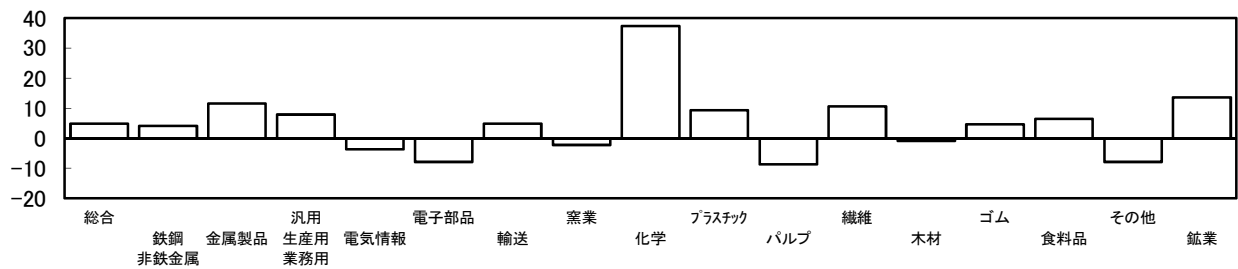 40
30
20
10
0
-10
-20
総合
鉄鋼
非鉄金属
金属製品
汎用
生産用
業務用
電気情報
電子部品
輸送
窯業
化学
プラスチック
パルプ
繊維
木材
ゴム
食料品
その他
鉱業